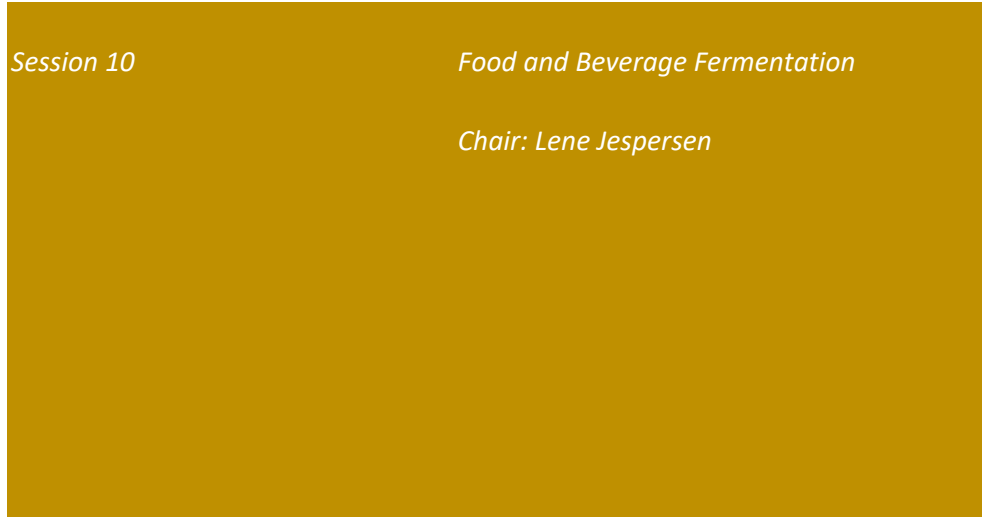 Session 10 Food and Beverage Fermentation
Chair: Lene Jespersen